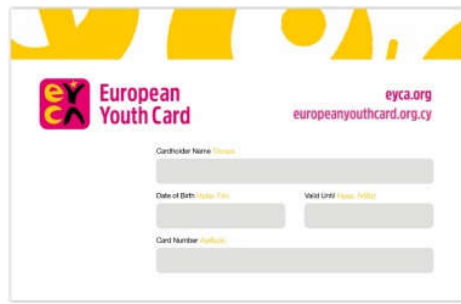 European
Youth Card
eyca.org
europeanyouthcard.org.cy
Cardholder Name
Date of Birth
Valid Until
Card Number